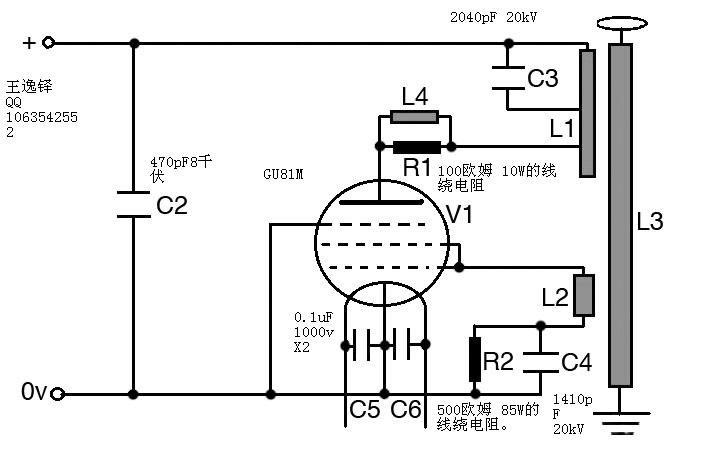 2040pF 20kV
+
C3
王逸铎
QQ
106354255
2
L4
L1
R1
100欧姆 10W的线
绕电阻
470pF8千
伏
GU81M
C2
V1
L3
0.1uF
1000v
X2
L2
R2
C4
0v
C5
C6
500欧姆 85W的
线绕电阻。
1410p
F
20kV